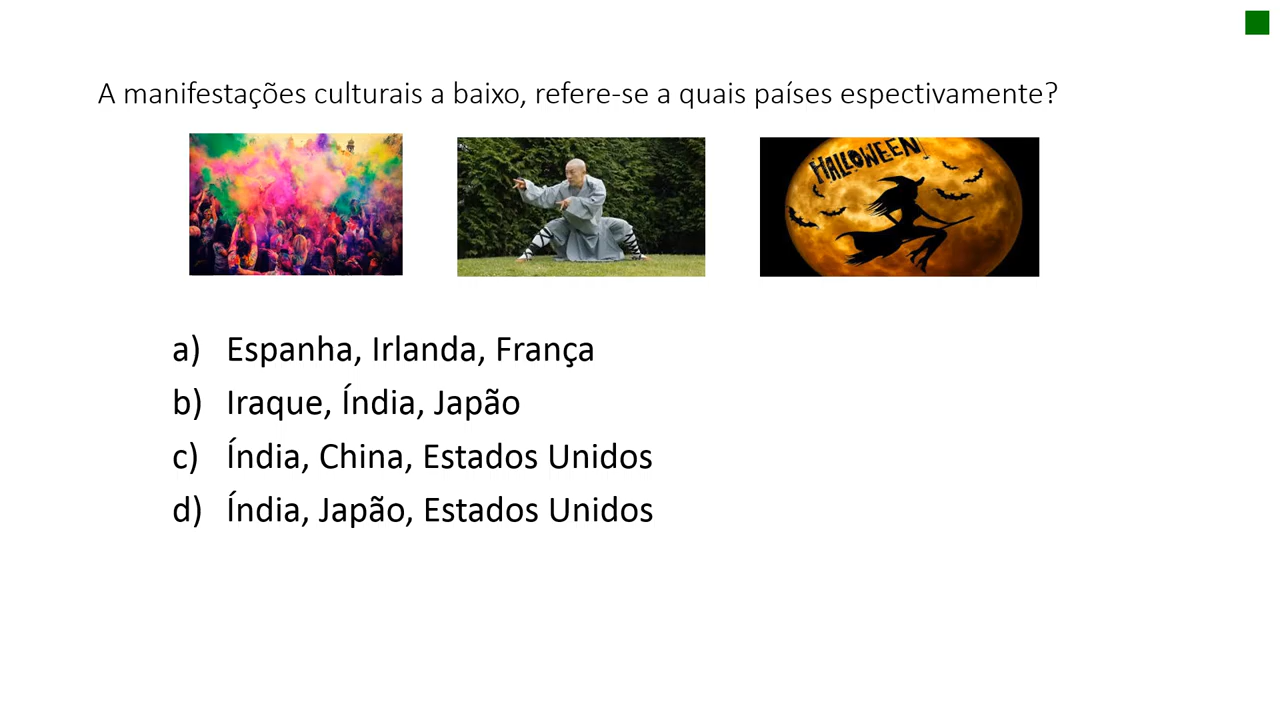 A manifestações culturais a baixo, refere-se a quais países espectivamente?
HALLOWEEN
a) Espanha, Irlanda, França
b) Iraque, Índia, Japão
c) Índia, China, Estados Unidos
d) Índia, Japão, Estados Unidos